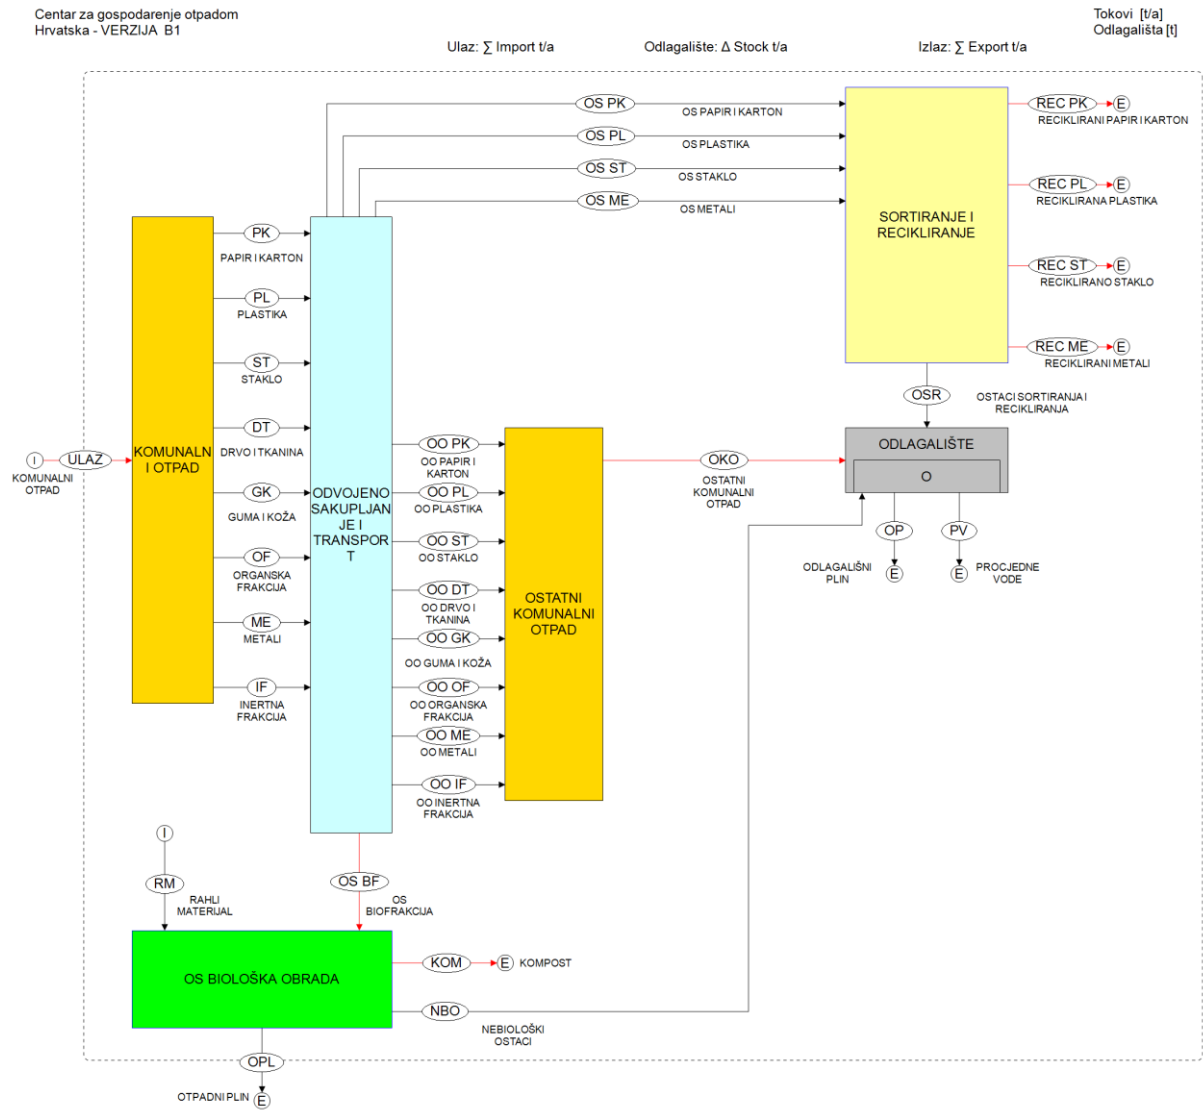 Centar za gospodarenje otpadom
Hrvatska - VERZIJA B1
Tokovi [t/a]
Odlagališta [t]
Ulaz: ∑ Import t/a
Odlagalište: Δ Stock t/a
Izlaz: ∑ Export t/a
OS PK
OS PAPIR I KARTON
OS PL
OS PLASTIKA
OS ST
OS STAKLO
OS ME
OS METALI
SORTIRANJE I
RECIKLIRANJE
REC PK
E
RECIKLIRANI PAPIR I KARTON
REC PL
E
RECIKLIRANA PLASTIKA
REC ST
E
RECIKLIRANO STAKLO
REC ME
E
RECIKLIRANI METALI
OSR
OSTACI SORTIRANJA I
RECIKLIRANJA
I
KOMUNALNI
OTPAD
ULAZ
KOMUNALN
I OTPAD
PK
PAPIR I KARTON
PL
PLASTIKA
ST
STAKLO
DT
DRVO I TKANINA
GK
GUMA I KOŽA
OF
ORGANSKA
FRAKCIJA
ME
METALI
IF
INERTNA
FRAKCIJA
ODVOJENO
SAKUPLJAN
JE I
TRANSPOR
T
OO PK
OO PAPIR I
KARTON
OO PL
OO PLASTIKA
OO ST
OO STAKLO
OO DT
OO DRVO I
TKANINA
OO GK
OO GUMA I KOŽA
OO OF
OO ORGANSKA
FRAKCIJA
OO ME
OO METALI
OO IF
OO INERTNA
FRAKCIJA
OSTATNI
KOMUNALNI
OTPAD
OKO
OSTATNI
KOMUNALNI
OTPAD
ODLAGALIŠTE
O
OP
ODLAGALIŠNI
PLIN
E
PV
PROCJEDNE
VODE
E
I
RM
RAHLI
MATERIJAL
OS BF
OS
BIOFRAKCIJA
OS BIOLOŠKA OBRADA
KOM
E
KOMPOST
NBO
NEBIOLOŠKI
OSTACI
OPL
OTPADNI PLIN
E